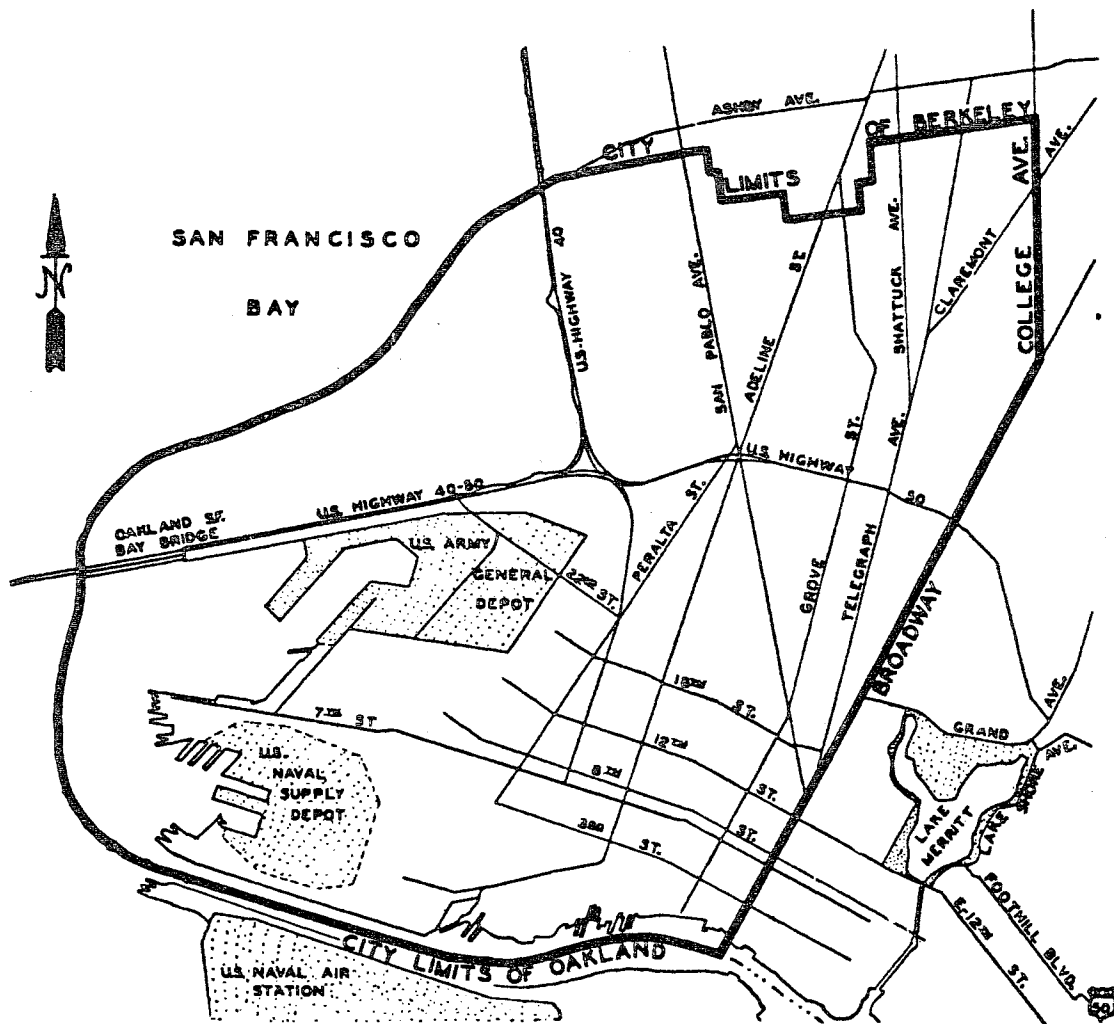 ASHBY AVE.
CITY
LIMITS
OF
BERKELEY
N
SAN FRANCISCO
BAY
U.S. HIGHWAY
40
SAN PABLO AVE.
ADELINE
ST.
SHATTUCK AVE.
CLAREMONT
AVE.
COLLEGE AVE.
GROVE
ST.
TELEGRAPH
AVE.
U.S. HIGHWAY
50
OAKLAND S.F.
BAY BRIDGE
U.S. HIGHWAY 40-50
U.S. ARMY
GENERAL
DEPOT
22ND ST.
PERALTA
ST.
BROADWAY
18TH
ST.
GRAND
AVE.
7TH ST
12TH
ST.
8TH
ST.
3RD
ST.
U.S.
NAVAL
SUPPLY
DEPOT
LAKE
MERRITT
LAKE SHORE
AVE.
FOOTHILL BLVD.
E. 12TH
ST.
50
CITY LIMITS OF OAKLAND
U.S. NAVAL AIR
STATION